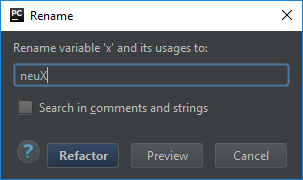 PC Rename
Rename variable 'x' and its usages to:
neuX
Search in comments and strings
? Refactor Preview Cancel